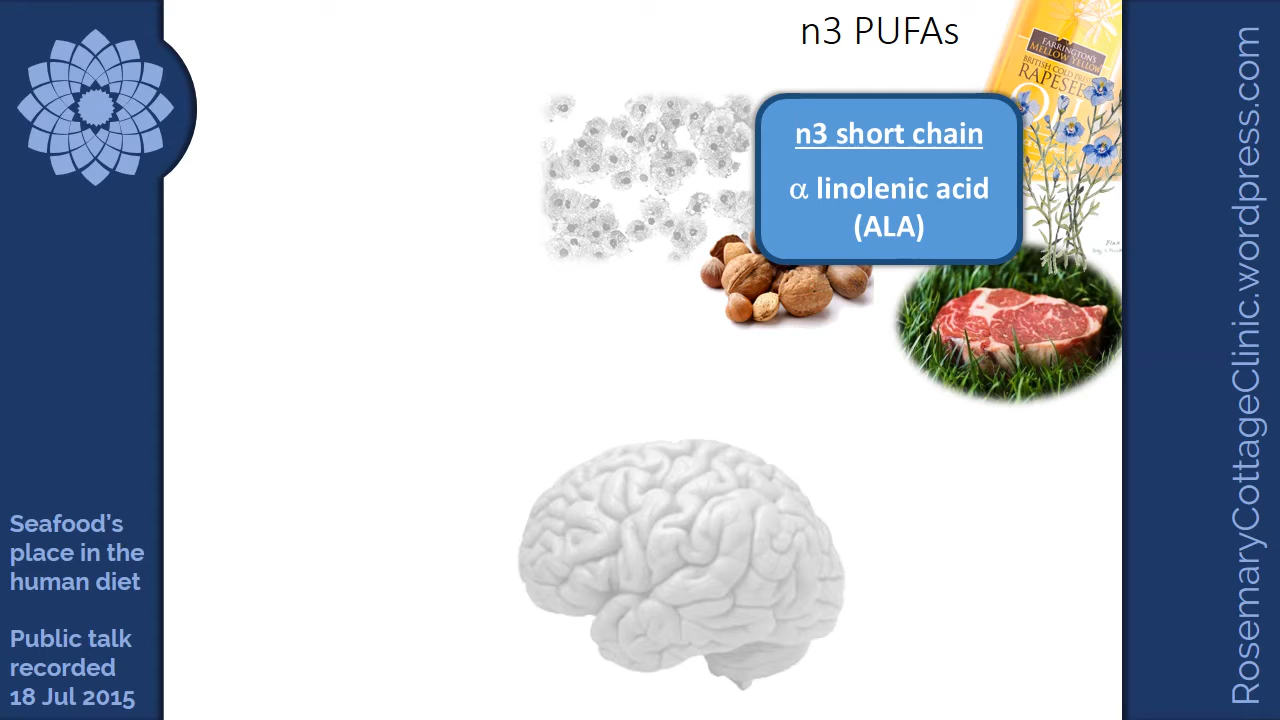 n3 PUFAs
FARRINGTON'S
MELLOW YELLOW
BRITISH COLD
RAPESEE
n3 short chain
α linolenic acid
(ALA)
Seafood's
place in the
human diet
Public talk
recorded
18 Jul 2015
RosemaryCottageClinic.wordpress.com